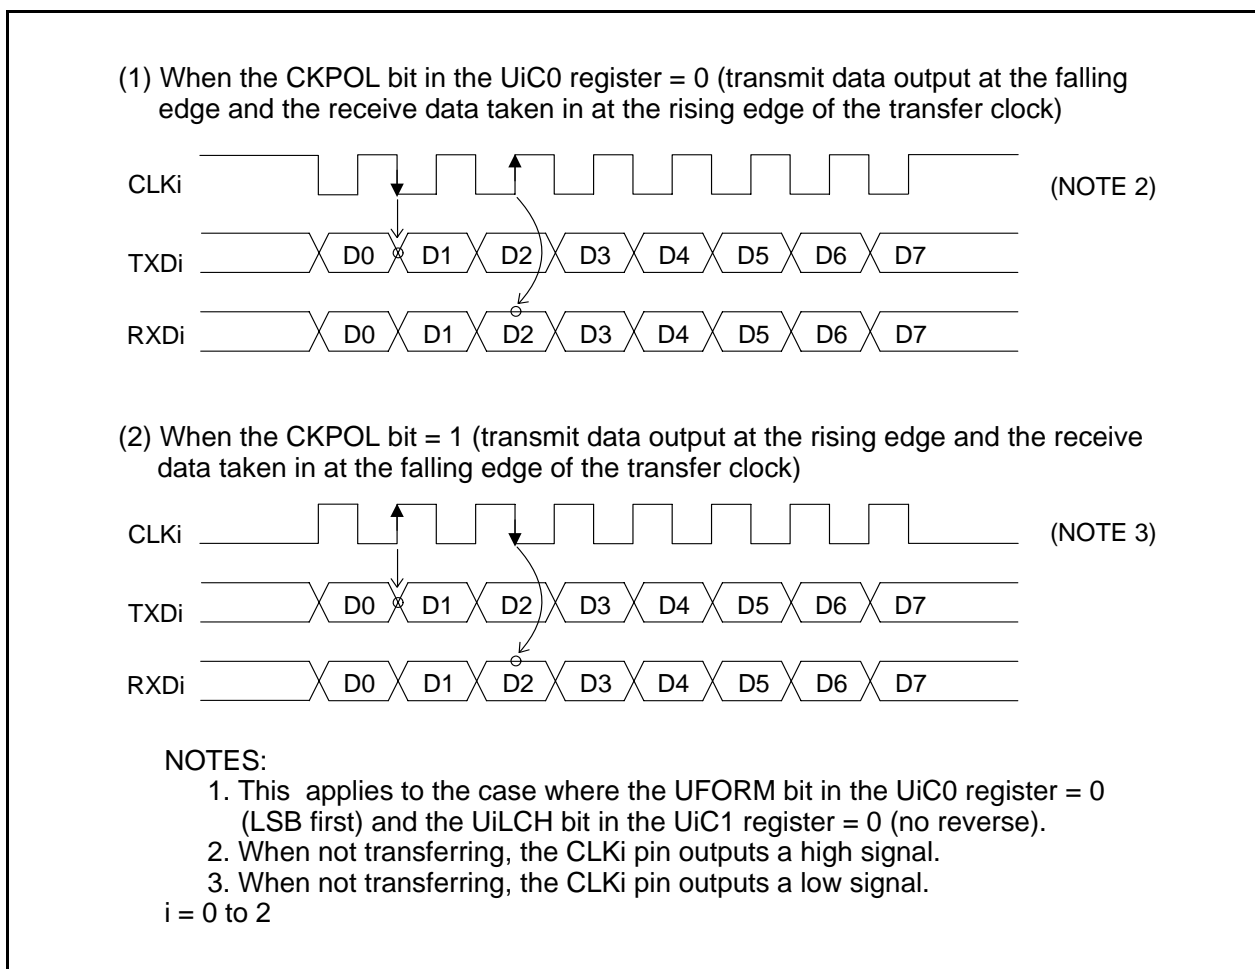 (1) When the CKPOL bit in the UiC0 register = 0 (transmit data output at the falling
edge and the receive data taken in at the rising edge of the transfer clock)
CLKi (NOTE 2)
TXDi D0 D1 D2 D3 D4 D5 D6 D7
RXDi D0 D1 D2 D3 D4 D5 D6 D7
(2) When the CKPOL bit = 1 (transmit data output at the rising edge and the receive
data taken in at the falling edge of the transfer clock)
CLKi (NOTE 3)
TXDi D0 D1 D2 D3 D4 D5 D6 D7
RXDi D0 D1 D2 D3 D4 D5 D6 D7
NOTES:
1. This applies to the case where the UFORM bit in the UiC0 register = 0
(LSB first) and the UiLCH bit in the UiC1 register = 0 (no reverse).
2. When not transferring, the CLKi pin outputs a high signal.
3. When not transferring, the CLKi pin outputs a low signal.
i = 0 to 2